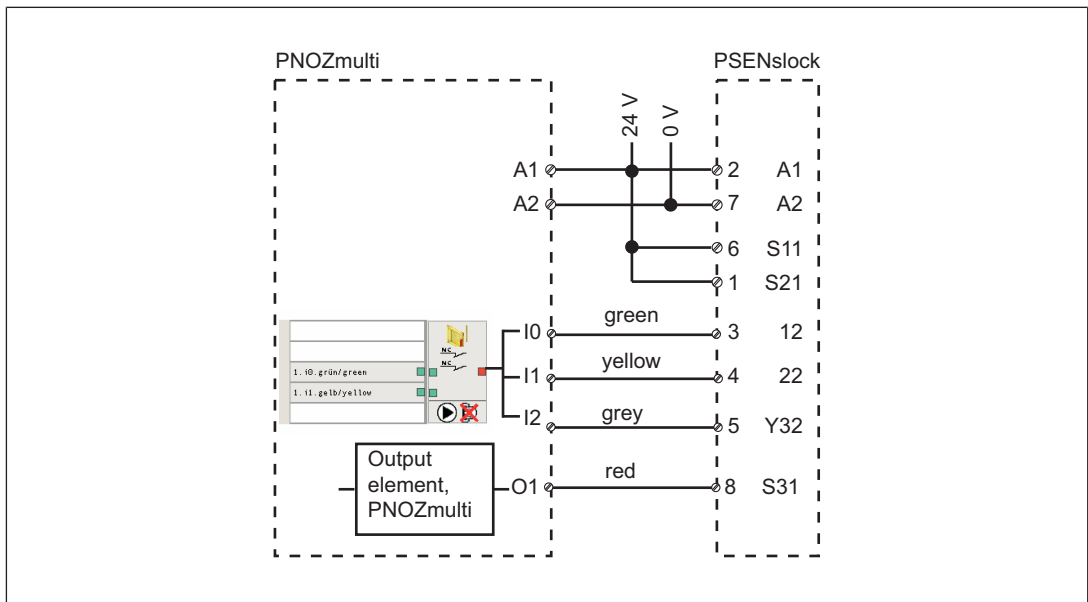 PNOZmulti
PSENslock
24 V
0 V
A1
2 A1
A2
7 A2
6 S11
1 S21
I0
green
3 12
NC
NC
1. i0.grün/green
I1
yellow
4 22
1. i1.gelb/yellow
I2
grey
5 Y32
Output
element,
PNOZmulti
O1
red
8 S31